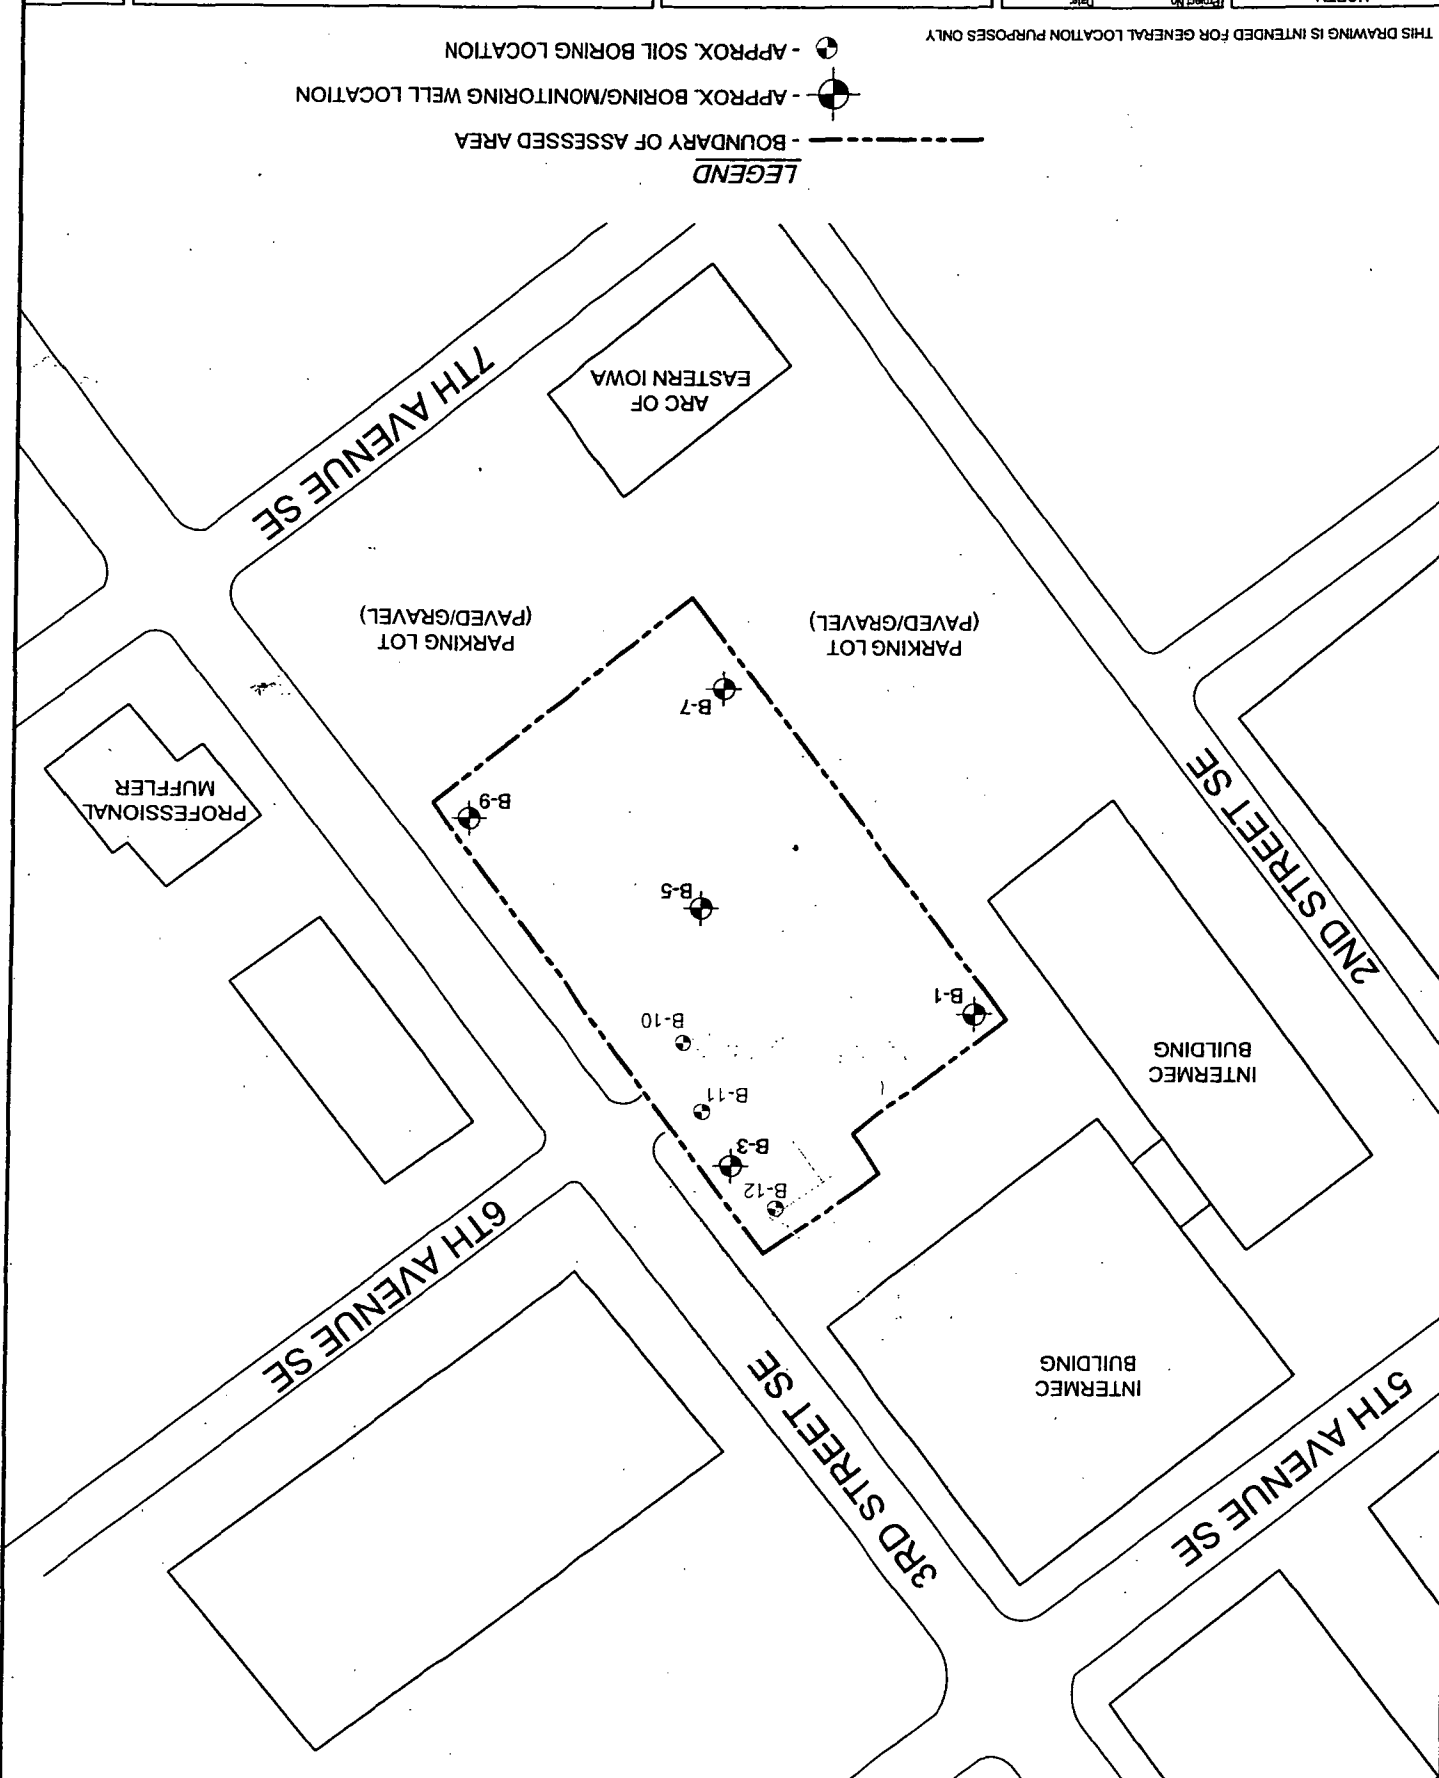 5TH AVENUE SE
3RD STREET SE
INTERMEC
BUILDING
6TH AVENUE SE
B-12
B-3
B-11
INTERMEC
BUILDING
B-10
B-1
2ND STREET SE
B-5
B-9
PROFESSIONAL
MUFFLER
B-7
PARKING LOT
(PAVED/GRAVEL)
PARKING LOT
(PAVED/GRAVEL)
7TH AVENUE SE
ARC OF
EASTERN IOWA
LEGEND
- BOUNDARY OF ASSESSED AREA
- APPROX. BORING/MONITORING WELL LOCATION
- APPROX. SOIL BORING LOCATION
THIS DRAWING IS INTENDED FOR GENERAL LOCATION PURPOSES ONLY
Project No.
Date: